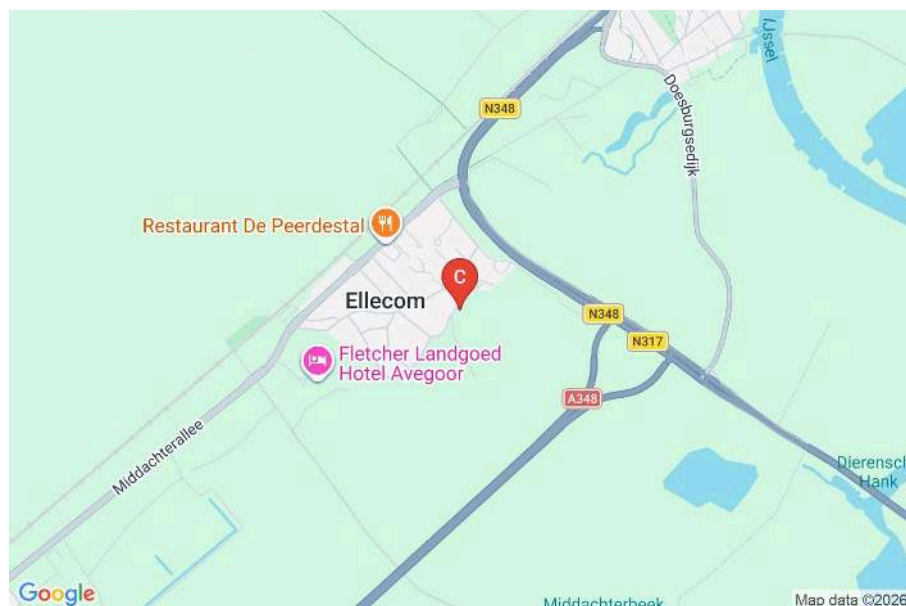 IJssel
Doesburgsedijk
N348
Restaurant De Peerdestal
C
Ellecom
N348
N317
Fletcher Landgoed
Hotel Avegoor
A348
Middachterallee
Dierensch
Hank
Google
Middachterbeek
Map data ©2026